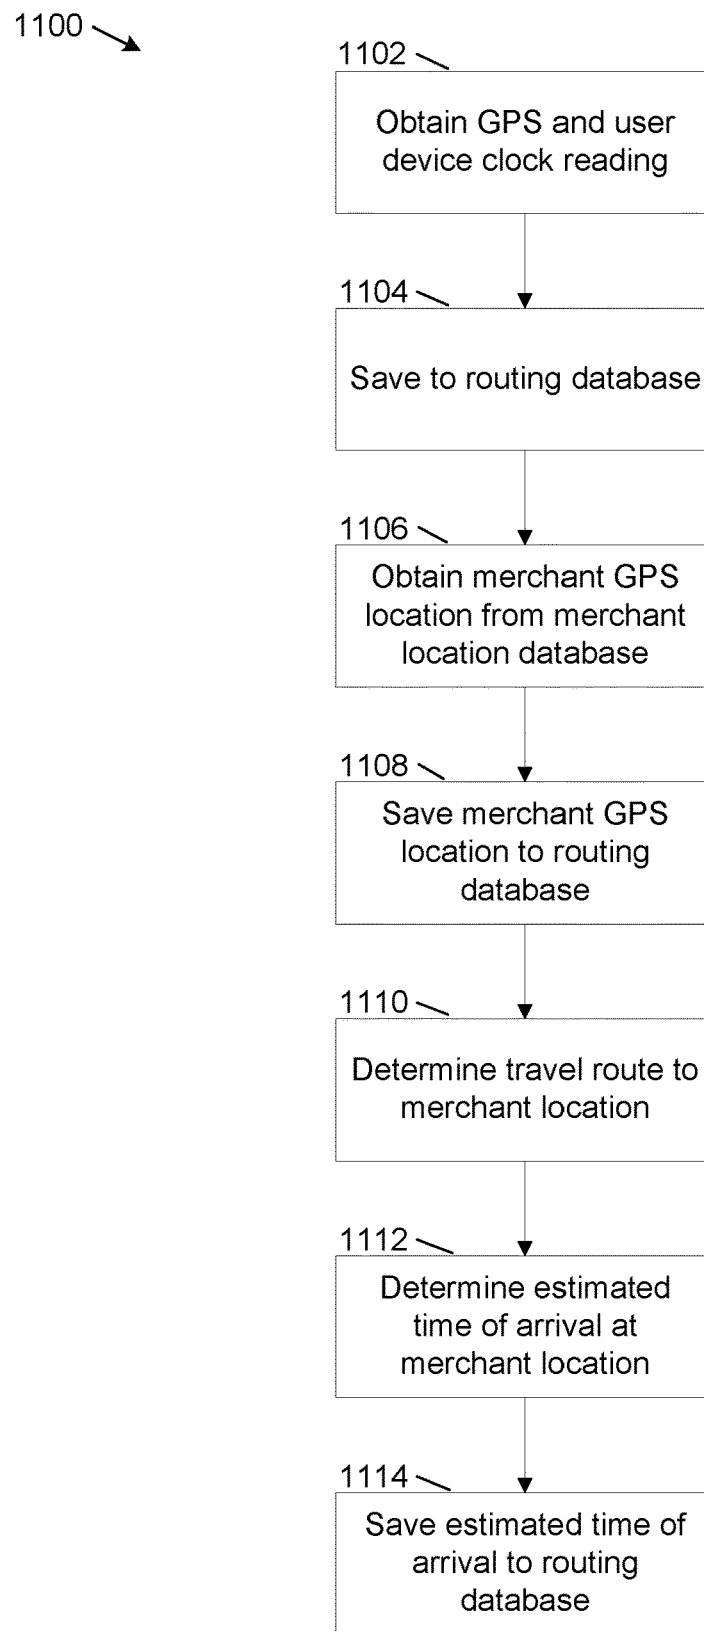 1100
1102
Obtain GPS and user
device clock reading
1104
Save to routing database
1106
Obtain merchant GPS
location from merchant
location database
1108
Save merchant GPS
location to routing
database
1110
Determine travel route to
merchant location
1112
Determine estimated
time of arrival at
merchant location
1114
Save estimated time of
arrival to routing
database